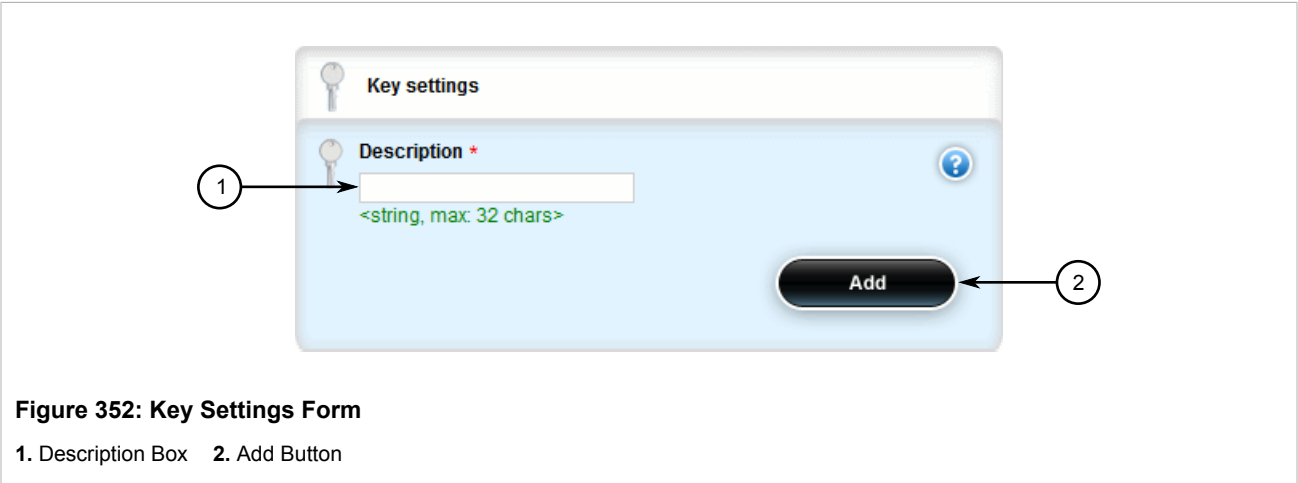 Key settings
Description *
1
<string, max: 32 chars>
?
Add
2
Figure 352: Key Settings Form
1. Description Box 2. Add Button